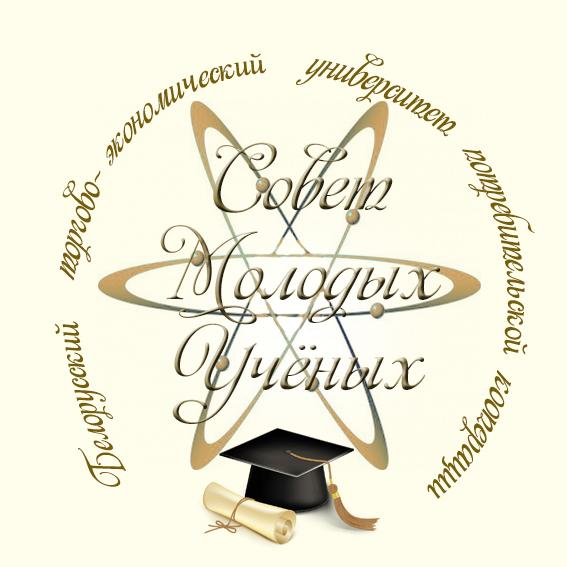 Белорусский торгово-экономический университет потребительской кооперации
Совет
Молодых
Учёных